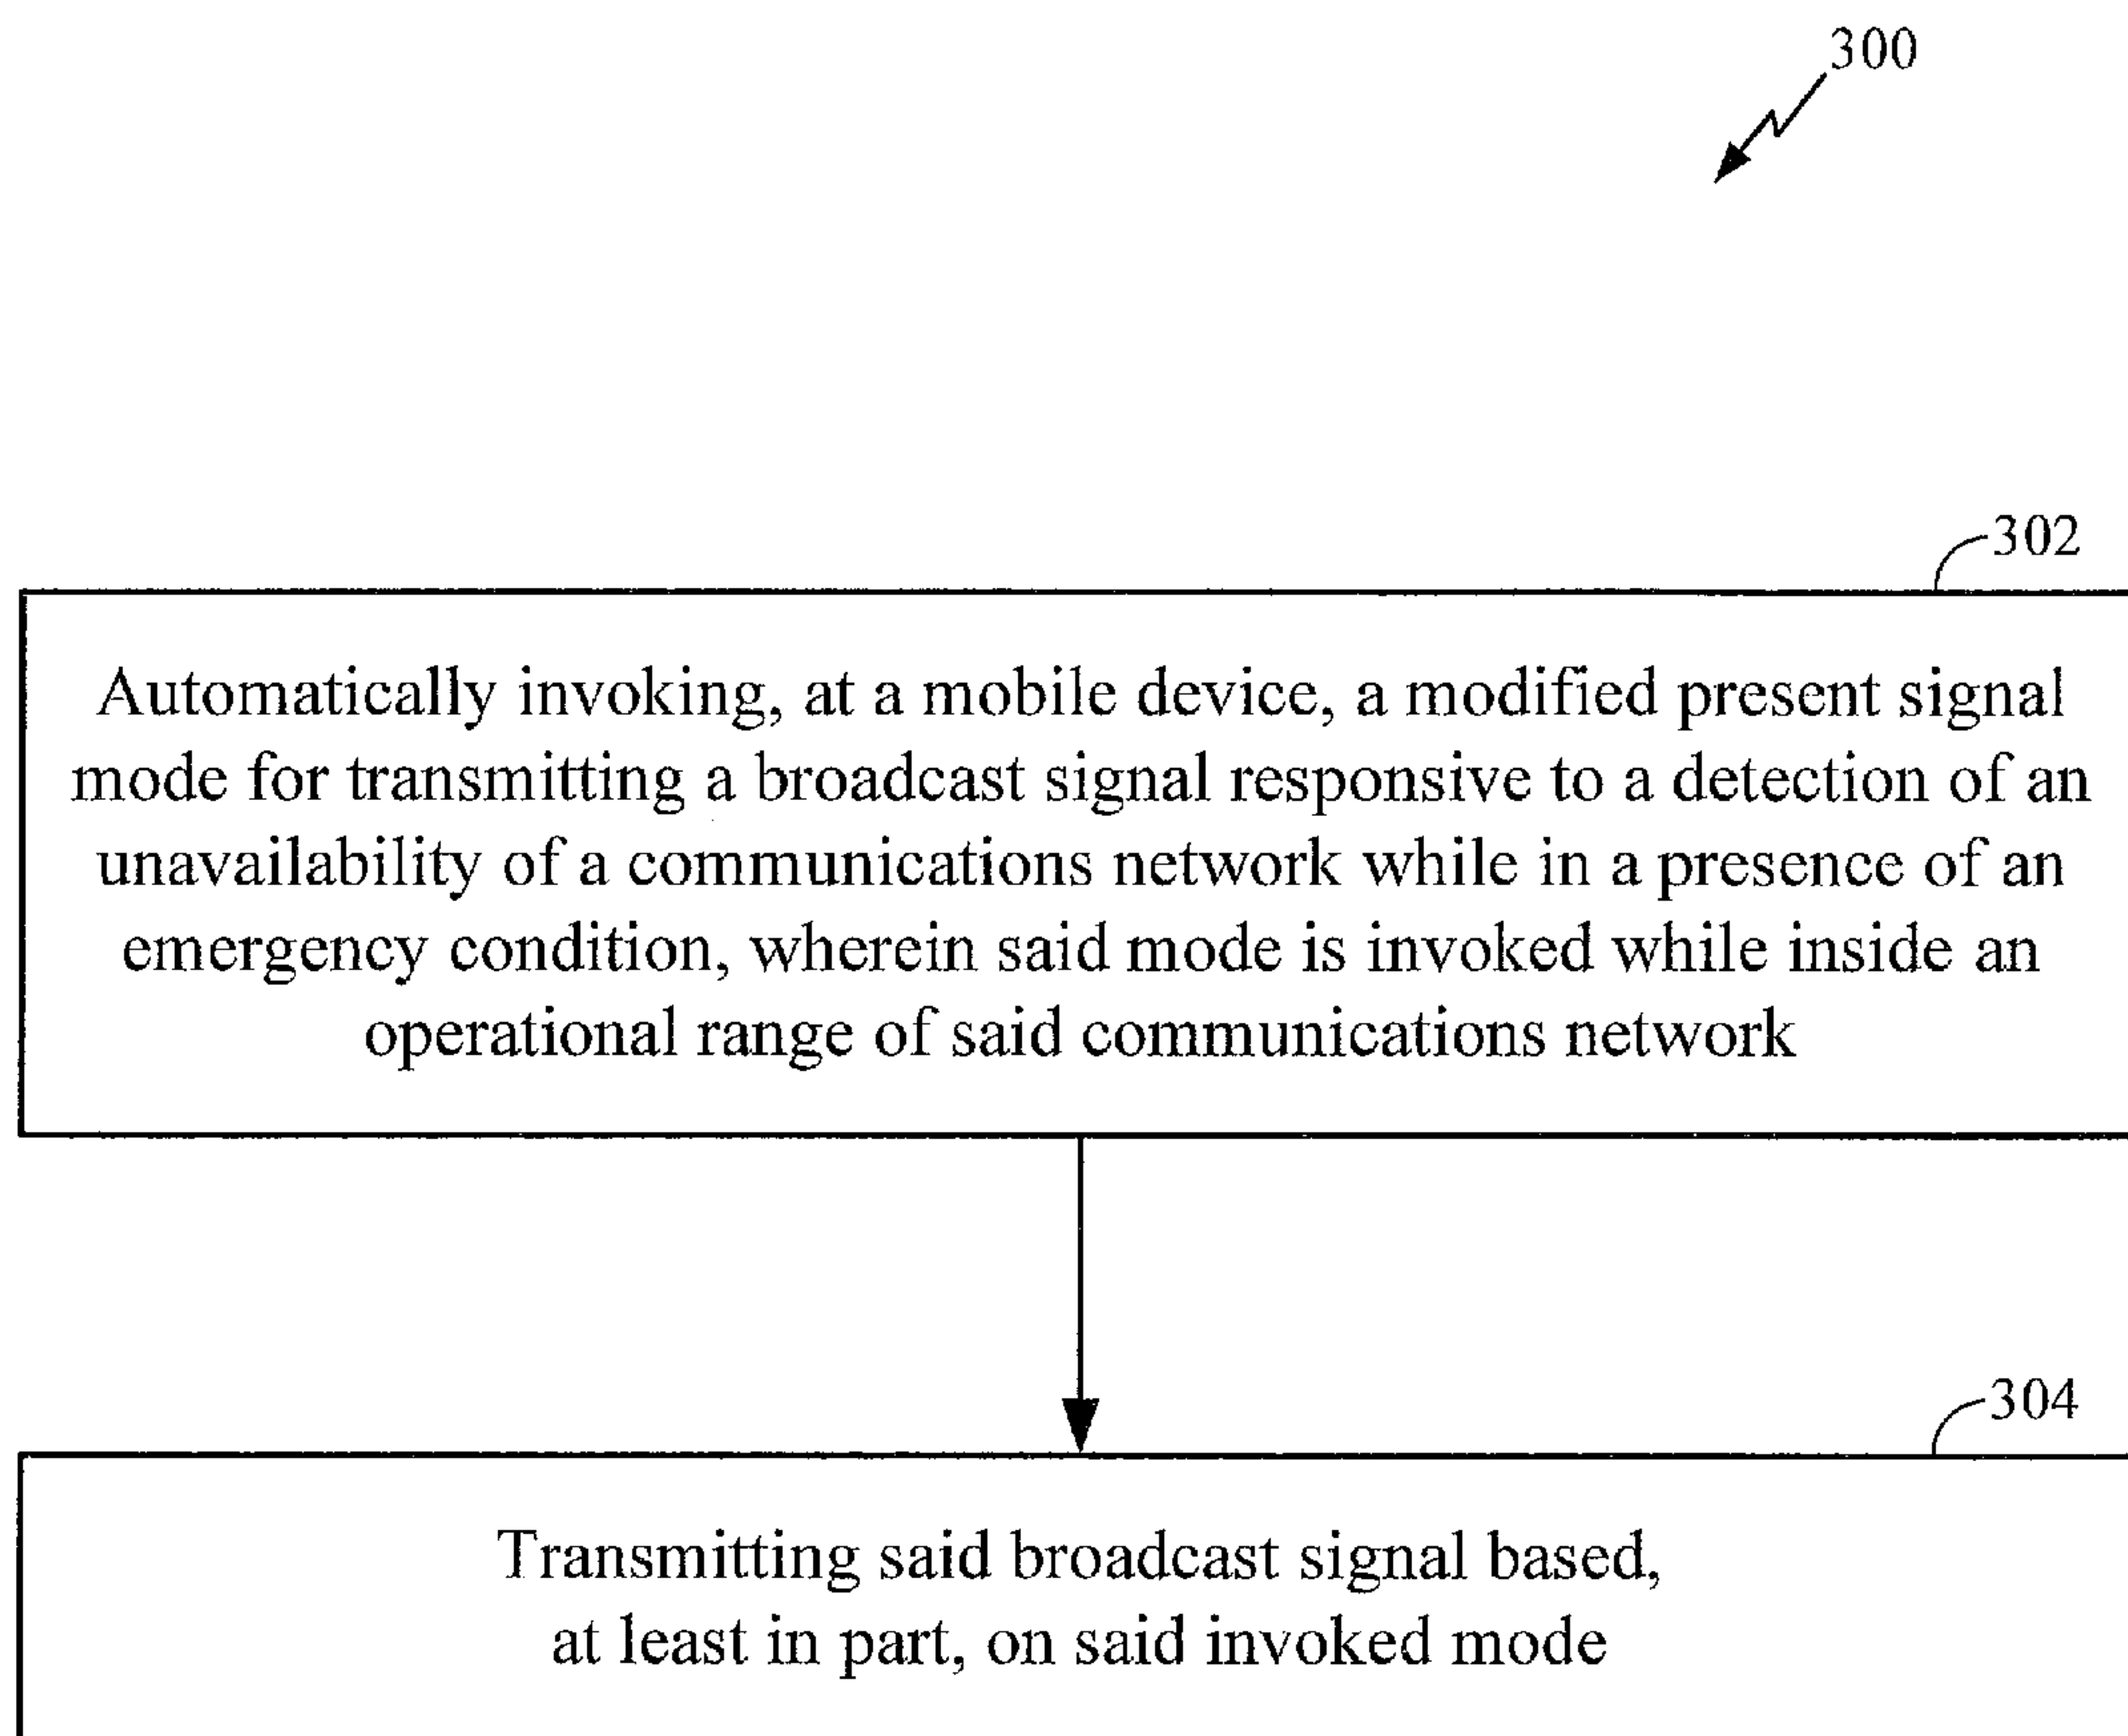 300
302
Automatically invoking, at a mobile device, a modified present signal
mode for transmitting a broadcast signal responsive to a detection of an
unavailability of a communications network while in a presence of an
emergency condition, wherein said mode is invoked while inside an
operational range of said communications network
304
Transmitting said broadcast signal based,
at least in part, on said invoked mode